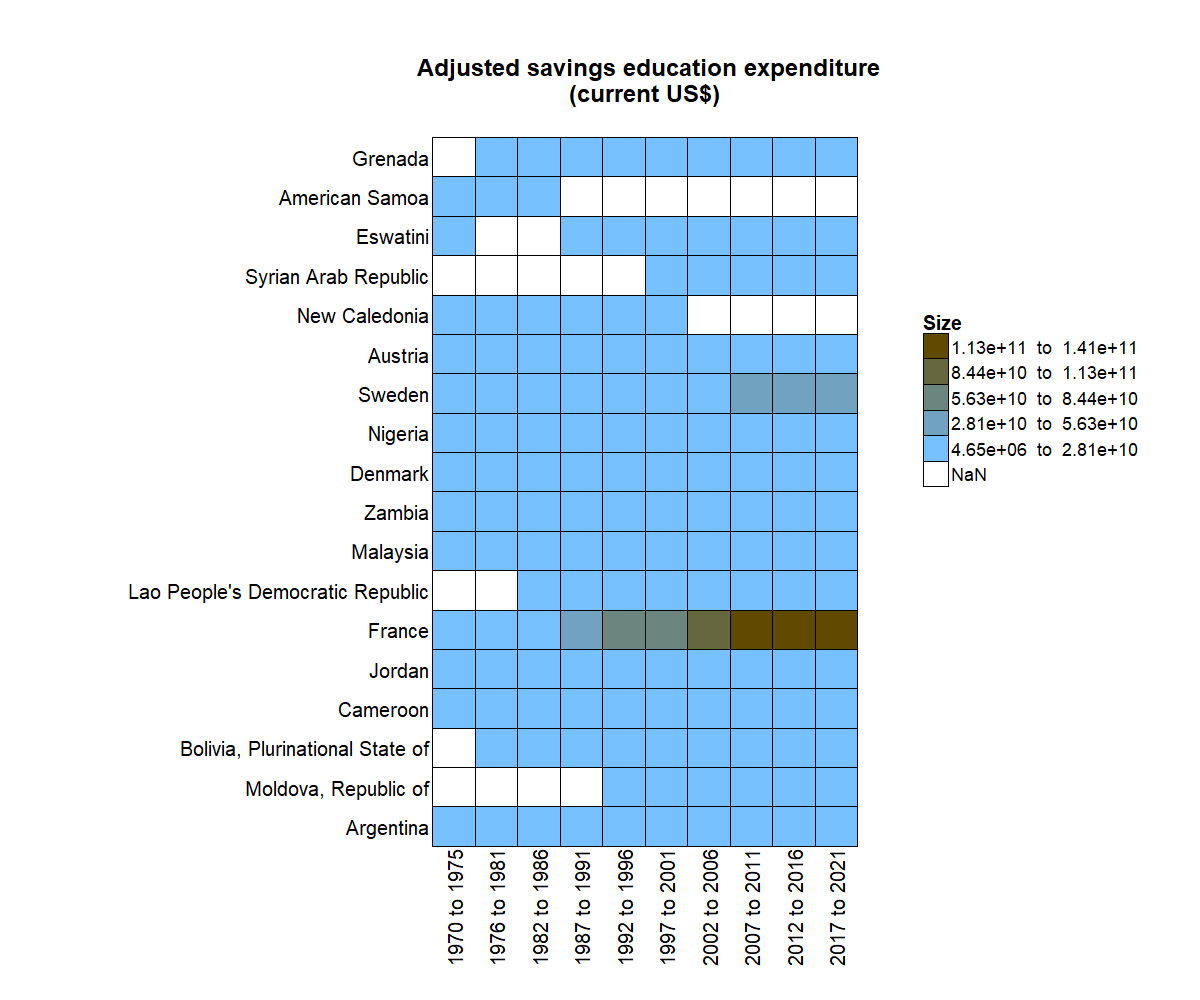 Adjusted savings education expenditure
(current US$)
Grenada
American Samoa
Eswatini
Syrian Arab Republic
New Caledonia
Austria
Sweden
Nigeria
Denmark
Zambia
Malaysia
Lao People's Democratic Republic
France
Jordan
Cameroon
Bolivia, Plurinational State of
Moldova, Republic of
Argentina
1970 to 1975
1976 to 1981
1982 to 1986
1987 to 1991
1992 to 1996
1997 to 2001
2002 to 2006
2007 to 2011
2012 to 2016
2017 to 2021
Size
1.13e+11 to 1.41e+11
8.44e+10 to 1.13e+11
5.63e+10 to 8.44e+10
2.81e+10 to 5.63e+10
4.65e+06 to 2.81e+10
NaN